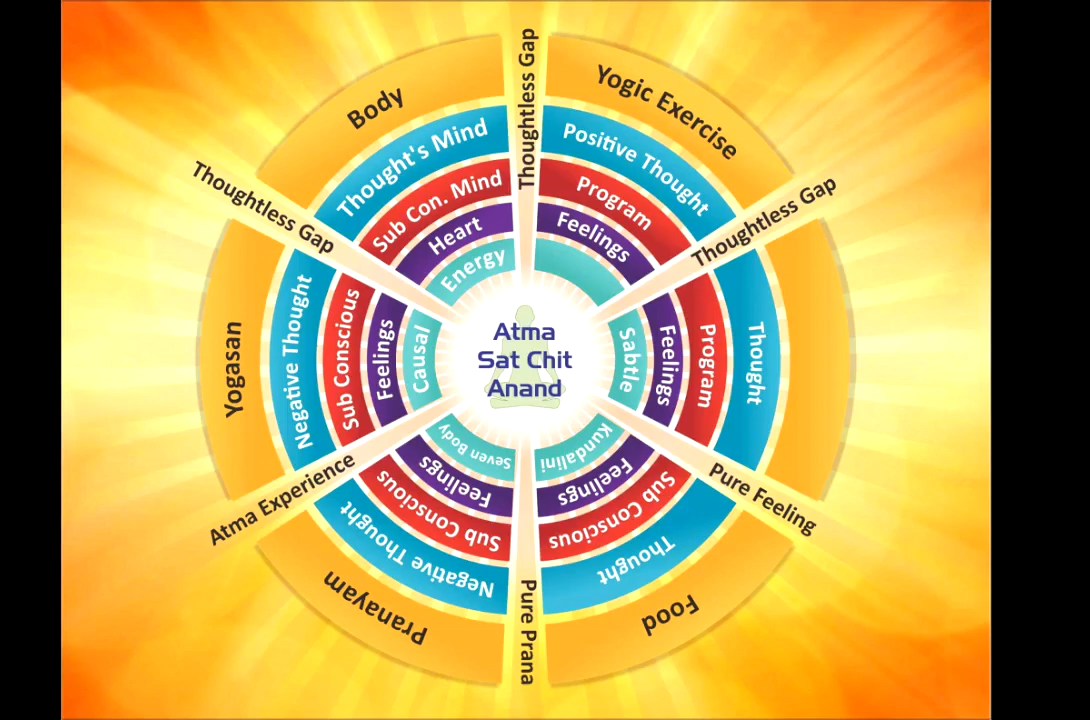 Thoughtless Gap
Body
Thought's Mind
Sub Con. Mind
Heart
Energy
Yogic Exercise
Positive Thought
Program
Feelings
Thoughtless Gap
Thought
Program
Feelings
Sabtle
Pure Feeling
Food
Thought
Sub Conscious
Feelings
Kundalini
Pure Prana
Pranayam
Negative Thought
Sub Conscious
Feelings
Seven Body
Atma Experience
Yogasan
Negative Thought
Sub Conscious
Feelings
Causal
Thoughtless Gap
Atma
Sat Chit
Anand